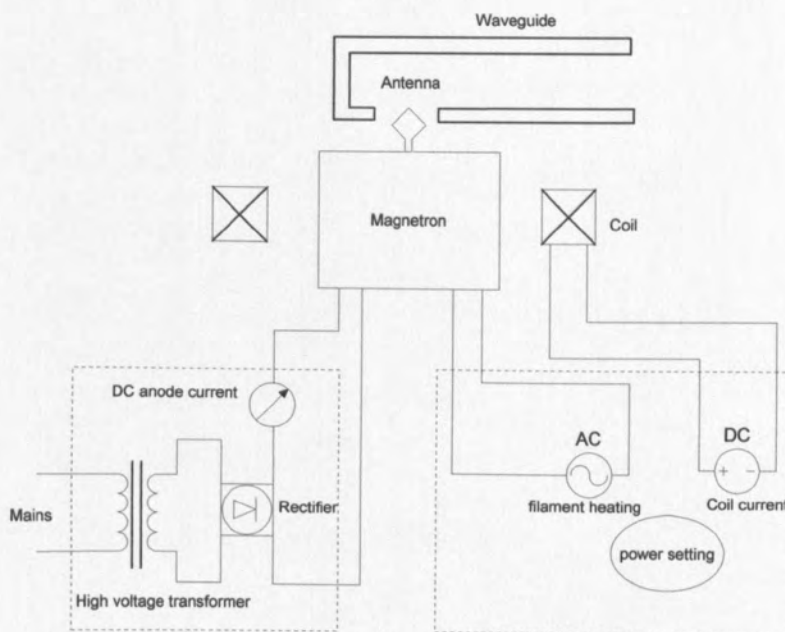 Waveguide
Antenna
Magnetron
Coil
DC anode current
AC
DC
+ -
Mains
Rectifier
filament heating
Coil current
power setting
High voltage transformer